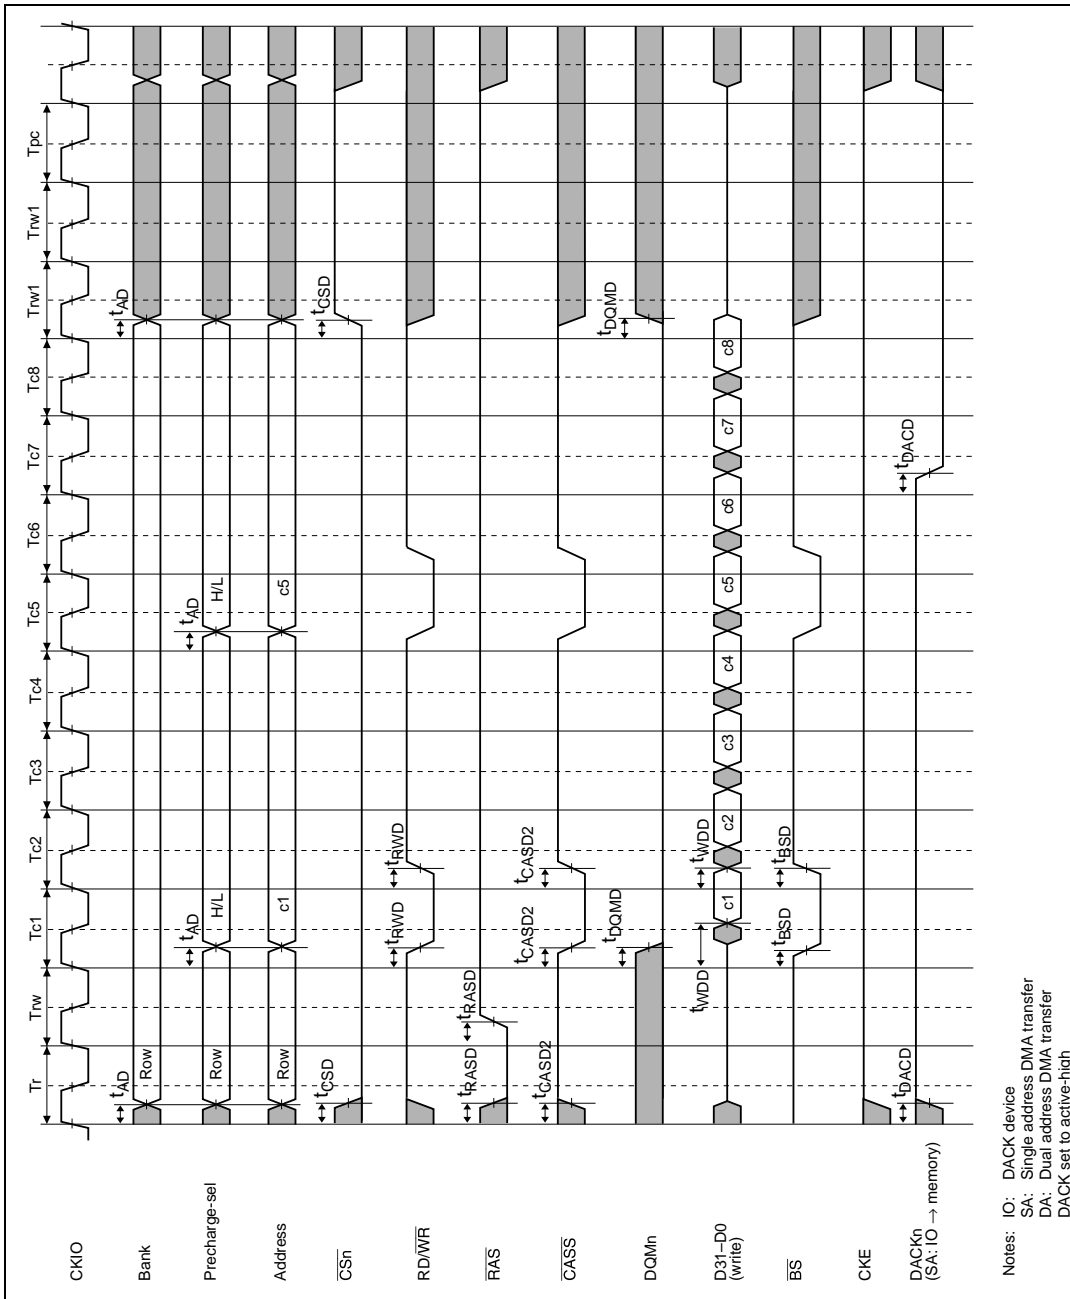 Tr Trw Tc1 Tc2 Tc3 Tc4 Tc5 Tc6 Tc7 Tc8 Trw1 Trw1 Tpc
CKIO
tAD tAD
Bank Row
tAD tAD
Precharge-sel Row H/L H/L
Address Row c1 c5
tCSD tCSD
CSn
tRWD tRWD
RD/WR
tRASD tRASD
RAS
tCASD2 tCASD2 tCASD2
CASS
tDQMD tDQMD
DQMn
tWDD tWDD
D31–D0 c1 c2 c3 c4 c5 c6 c7 c8
(write)
tBSD tBSD
BS
CKE
tDACD tDACD
DACKn
(SA: IO → memory)
Notes: IO: DACK device
SA: Single address DMA transfer
DA: Dual address DMA transfer
DACK set to active-high